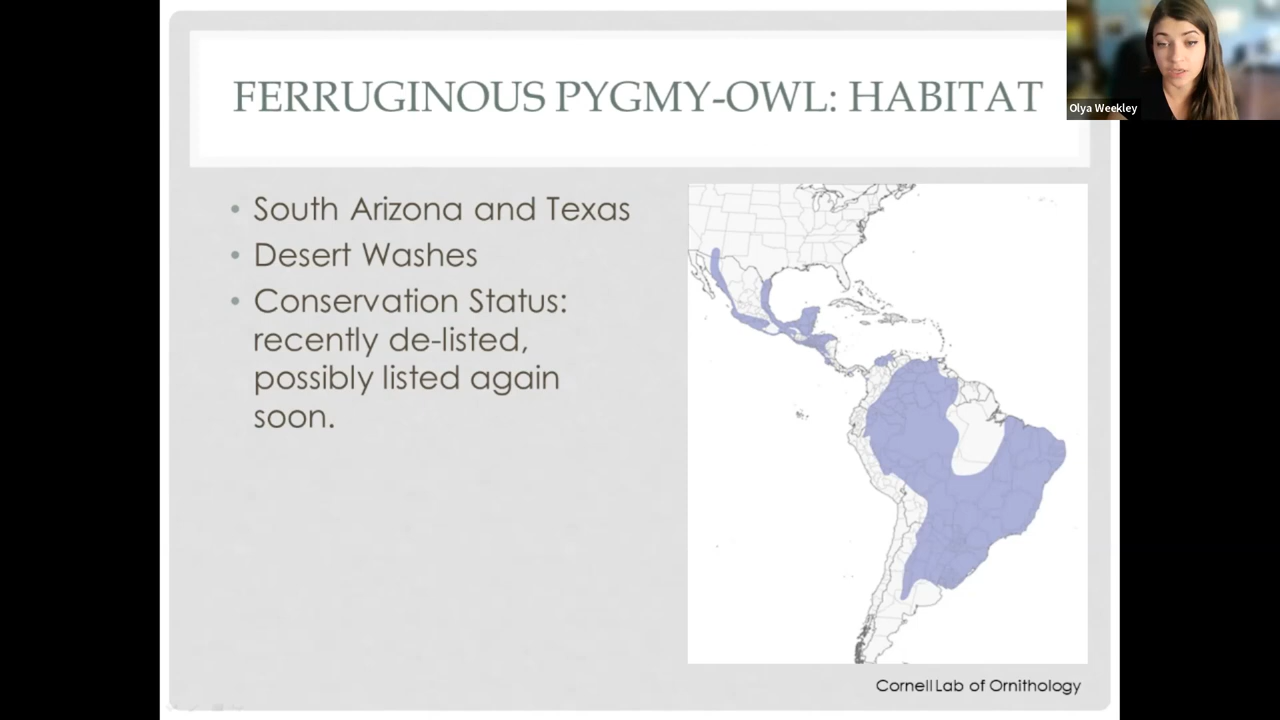 FERRUGINOUS PYGMY-OWL: HABITAT
Olya Weekley
• South Arizona and Texas
• Desert Washes
• Conservation Status:
recently de-listed,
possibly listed again
soon.
Cornell Lab of Ornithology